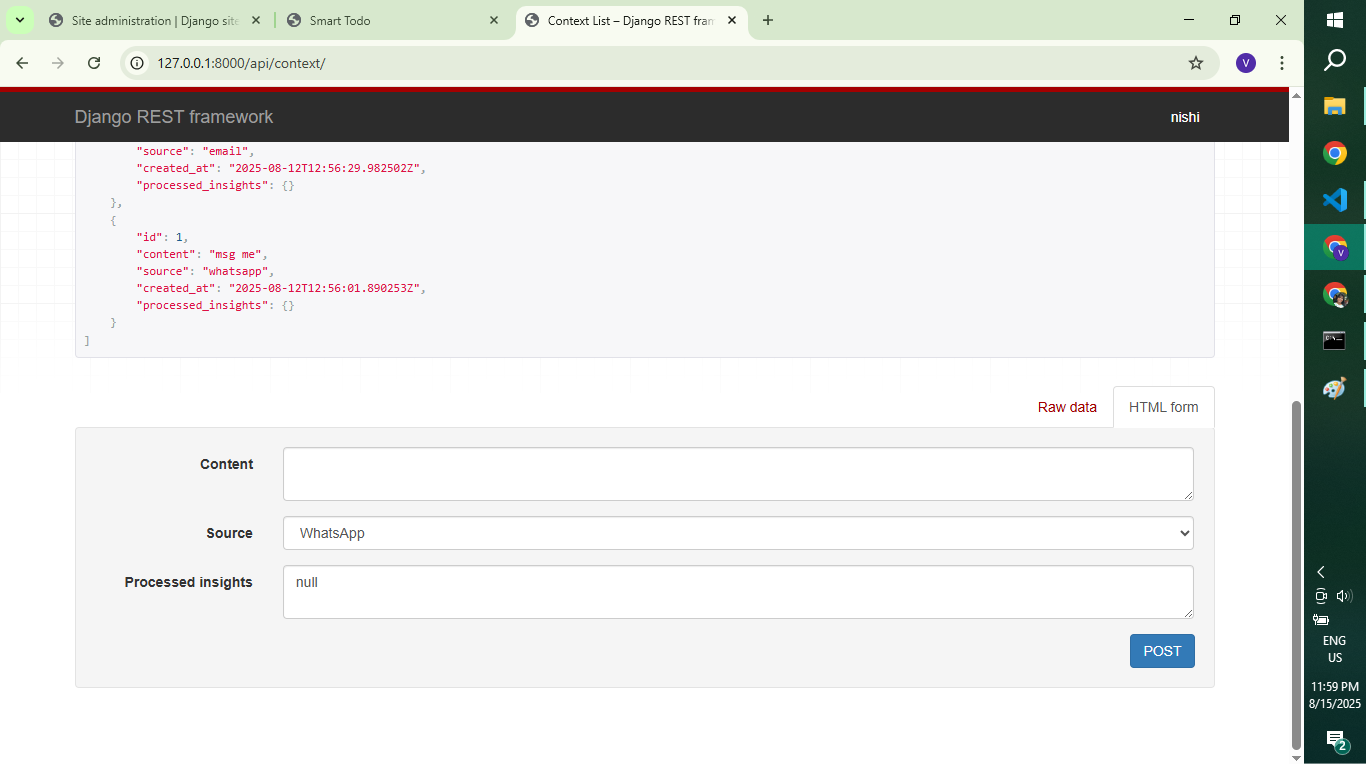 Site administration | Django site
Smart Todo
Context List – Django REST fram
127.0.0.1:8000/api/context/
V
Django REST framework
nishi
"source": "email",
"created_at": "2025-08-12T12:56:29.982502Z",
"processed_insights": {}
},
{
"id": 1,
"content": "msg me",
"source": "whatsapp",
"created_at": "2025-08-12T12:56:01.890253Z",
"processed_insights": {}
}
]
Raw data
HTML form
Content
Source
WhatsApp
Processed insights
null
POST
V
ENG
US
11:59 PM
8/15/2025
2